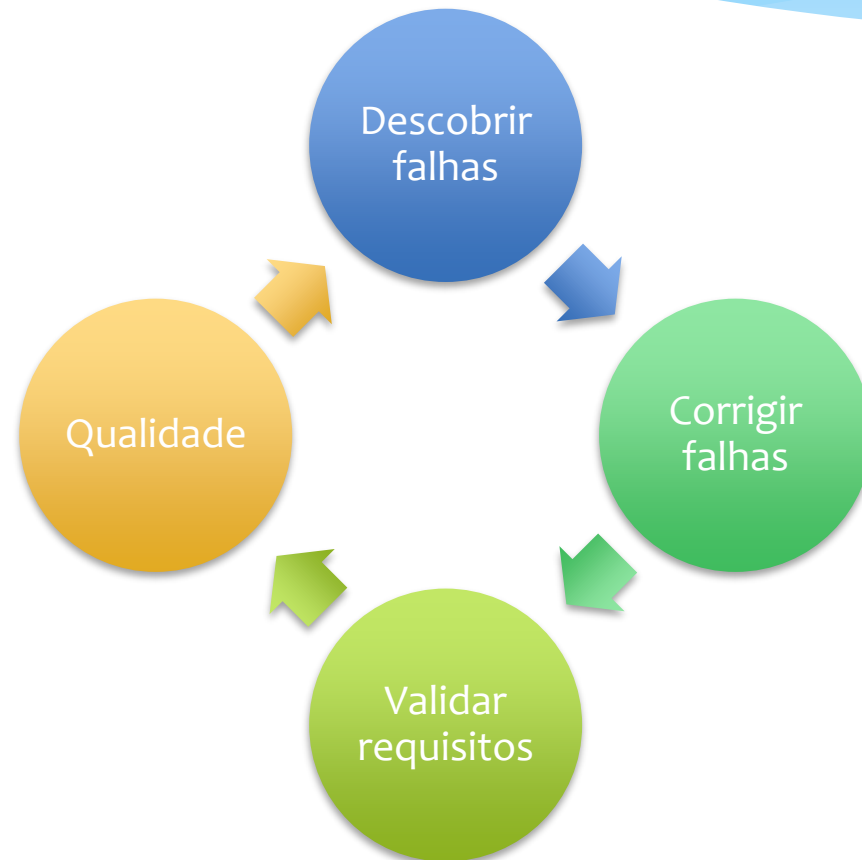 Descobrir
falhas
Corrigir
falhas
Validar
requisitos
Qualidade